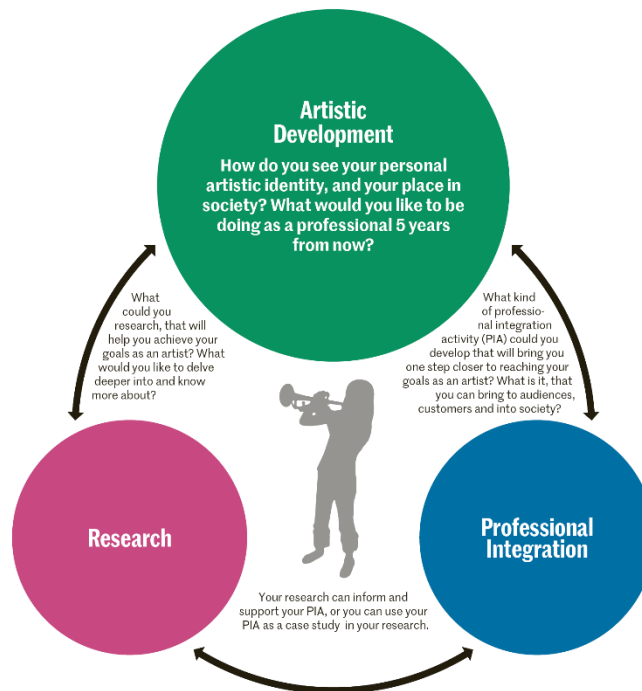 Artistic
Development
How do you see your personal
artistic identity, and your place in
society? What would you like to be
doing as a professional 5 years
from now?
What
could you
research, that will
help you achieve your
goals as an artist? What
would you like to delve
deeper into and know
more about?
What kind
of professio-
nal integration
activity (PIA) could you
develop that will bring you
one step closer to reaching your
goals as an artist? What is it, that
you can bring to audiences,
customers and into society?
Research
Professional
Integration
Your research can inform and
support your PIA, or you can use your
PIA as a case study in your research.